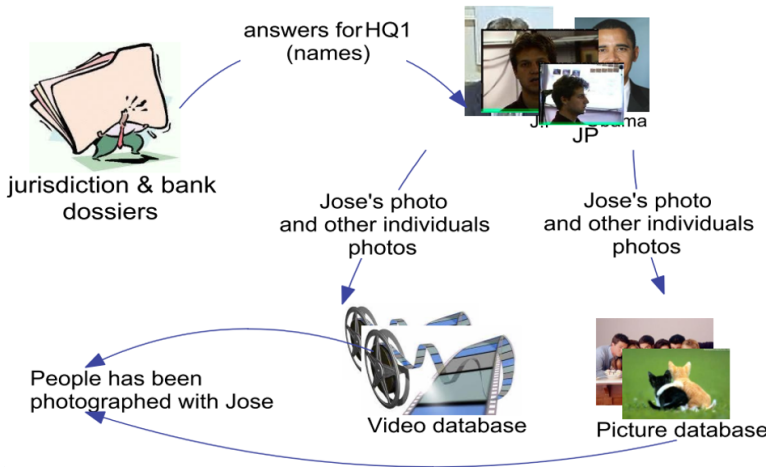 answers for HQ1
(names)
jurisdiction & bank
dossiers
Obama
JP
Jose's photo
and other individuals
photos
Jose's photo
and other individuals
photos
People has been
photographed with Jose
Video database
Picture database